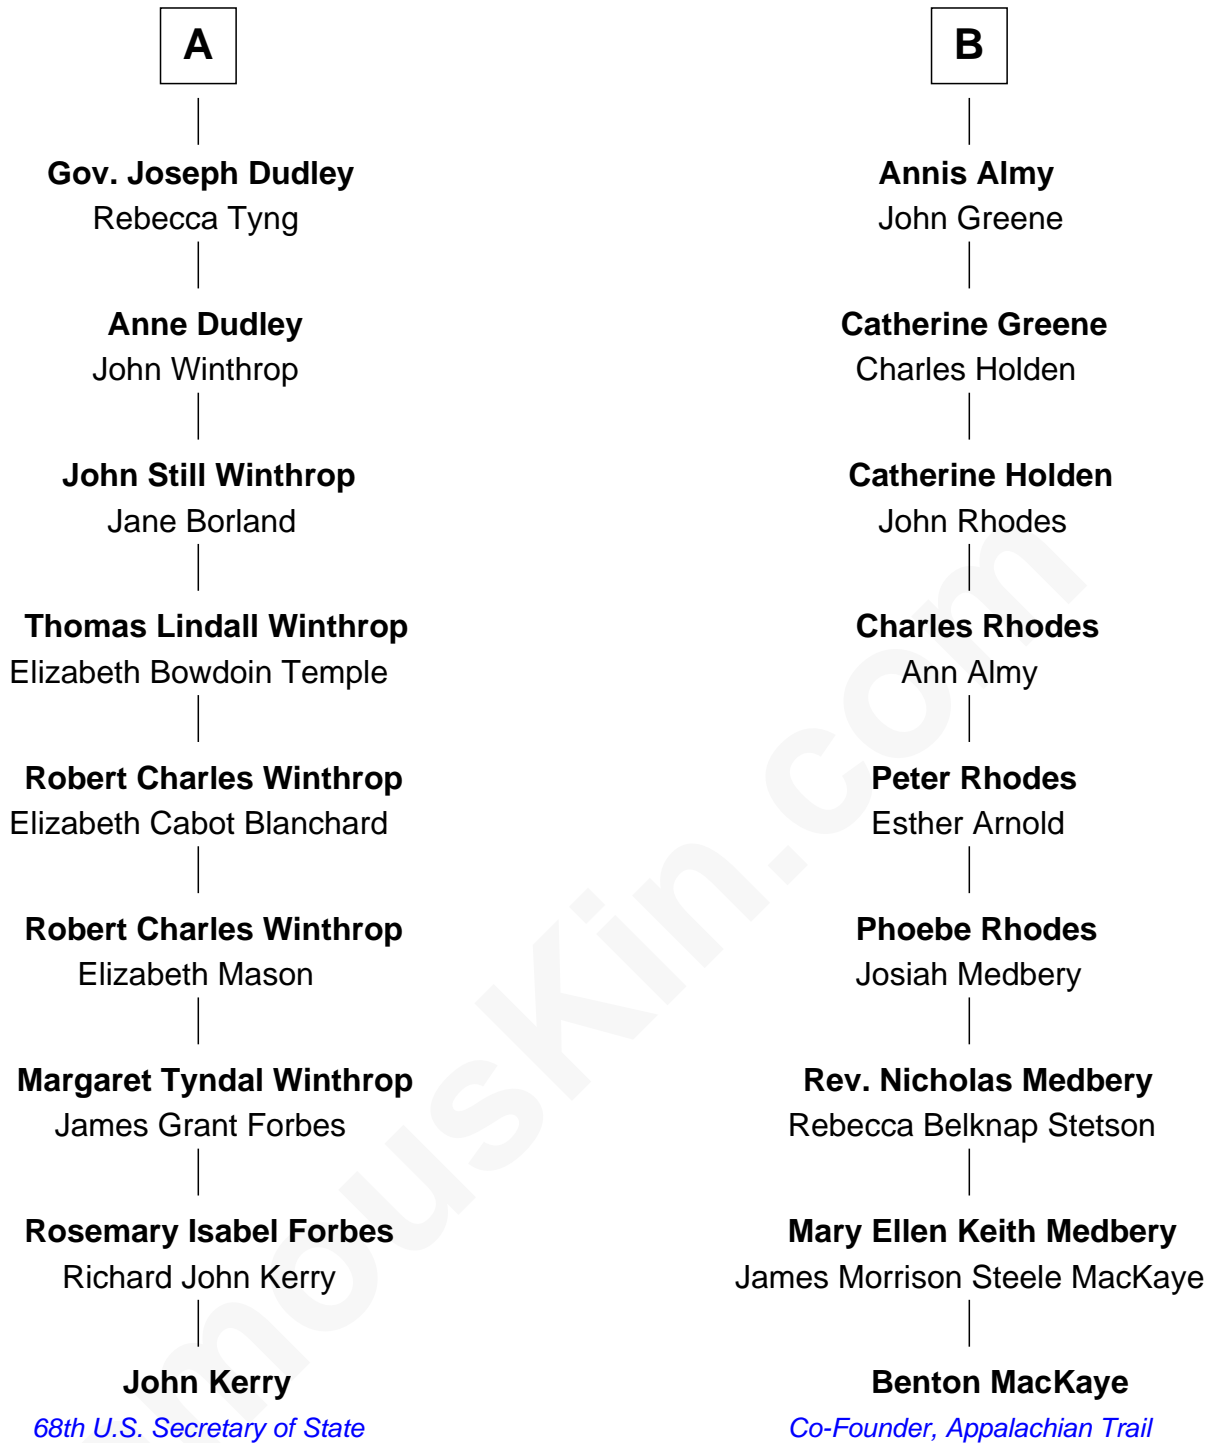 A
Gov. Joseph Dudley
Rebecca Tyng
Anne Dudley
John Winthrop
John Still Winthrop
Jane Borland
Thomas Lindall Winthrop
Elizabeth Bowdoin Temple
Robert Charles Winthrop
Elizabeth Cabot Blanchard
Robert Charles Winthrop
Elizabeth Mason
Margaret Tyndal Winthrop
James Grant Forbes
Rosemary Isabel Forbes
Richard John Kerry
John Kerry
68th U.S. Secretary of State
B
Annis Almy
John Greene
Catherine Greene
Charles Holden
Catherine Holden
John Rhodes
Charles Rhodes
Ann Almy
Peter Rhodes
Esther Arnold
Phoebe Rhodes
Josiah Medbery
Rev. Nicholas Medbery
Rebecca Belknap Stetson
Mary Ellen Keith Medbery
James Morrison Steele MacKaye
Benton MacKaye
Co-Founder, Appalachian Trail
mouskin.com